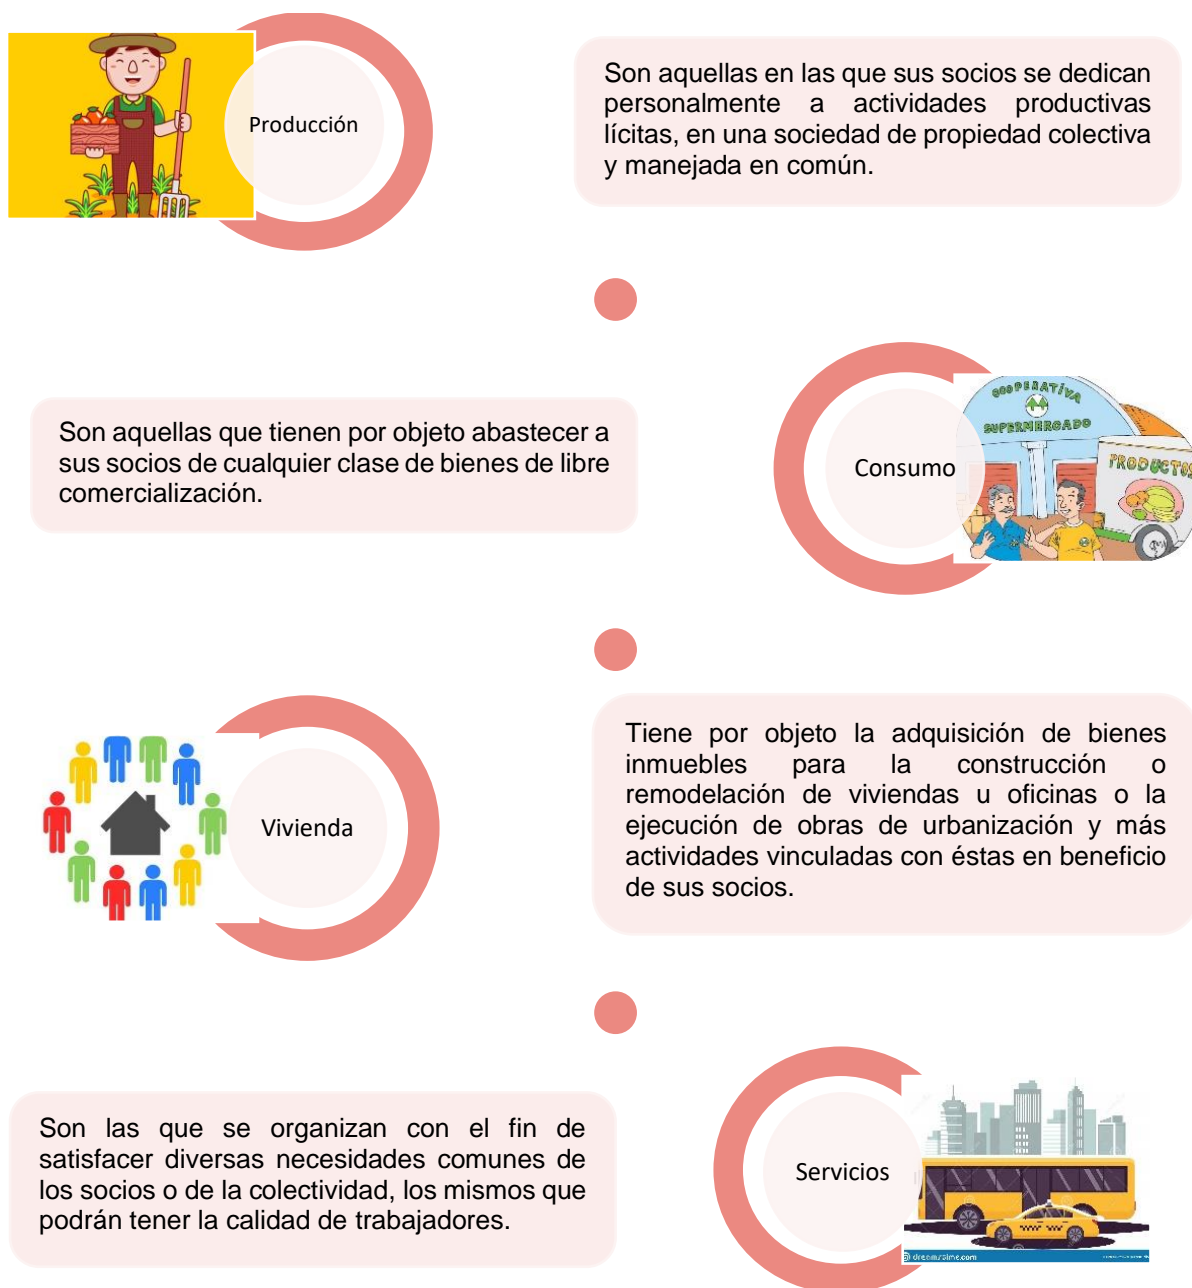 Producción
Son aquellas en las que sus socios se dedican
personalmente a actividades productivas
lícitas, en una sociedad de propiedad colectiva
y manejada en común.
Son aquellas que tienen por objeto abastecer a
sus socios de cualquier clase de bienes de libre
comercialización.
Consumo
COOPERATIVA
SUPERMERCADO
PRODUCTOS
Vivienda
Tiene por objeto la adquisición de bienes
inmuebles para la construcción o
remodelación de viviendas u oficinas o la
ejecución de obras de urbanización y más
actividades vinculadas con éstas en beneficio
de sus socios.
Son las que se organizan con el fin de
satisfacer diversas necesidades comunes de
los socios o de la colectividad, los mismos que
podrán tener la calidad de trabajadores.
Servicios
dreamstime.com